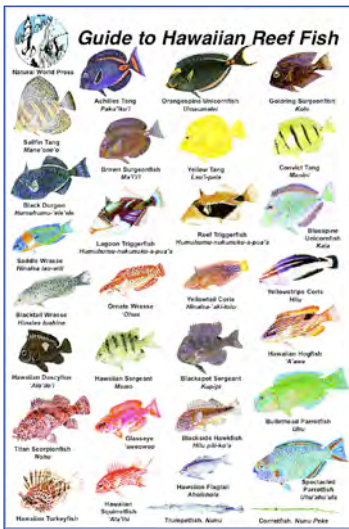 Guide to Hawaiian Reef Fish
Natural World Press
Achilles Tang
Paku'iku'i
Orangespine Unicornfish
Umaumalei
Goldring Surgeonfish
Kole
Sailfin Tang
Brown Surgeonfish
Ma'i'i'i
Yellow Tang
Lau'i-pala
Convict Tang
Manini
Black Durgon
Humuhumu-'ele'ele
Lagoon Triggerfish
Humuhumu-nukunuku-a-pua'a
Reef Triggerfish
Humuhumu-nukunuku-a-pua'a
Bluespine
Unicornfish
Kala
Saddle Wrasse
Hinalea lau-wili
Blacktail Wrasse
Hinalea luahine
Ornate Wrasse
'Ohua
Yellowtail Coris
Hinalea-'aki-lolo
Yellowstripe Coris
Hilu
Hawaiian Hogfish
'A'awa
Hawaiian Dascyllus
Hawaiian Sergeant
Mamo
Blackspot Sergeant
Kupipi
Bullethead Parrotfish
Uhu
Titan Scorpionfish
Nohu
Glasseye
'aweoweo
Blackside Hawkfish
Hilu pili-ko'a
Spectacled
Parrotfish
Uhu'ahu'ula
Hawaiian Turkeyfish
Hawaiian
Squirrelfish
'Ala'ihi
Hawaiian Flagtail
Aholehole
Trumpetfish, Nunu
Cornetfish, Nunu Peke